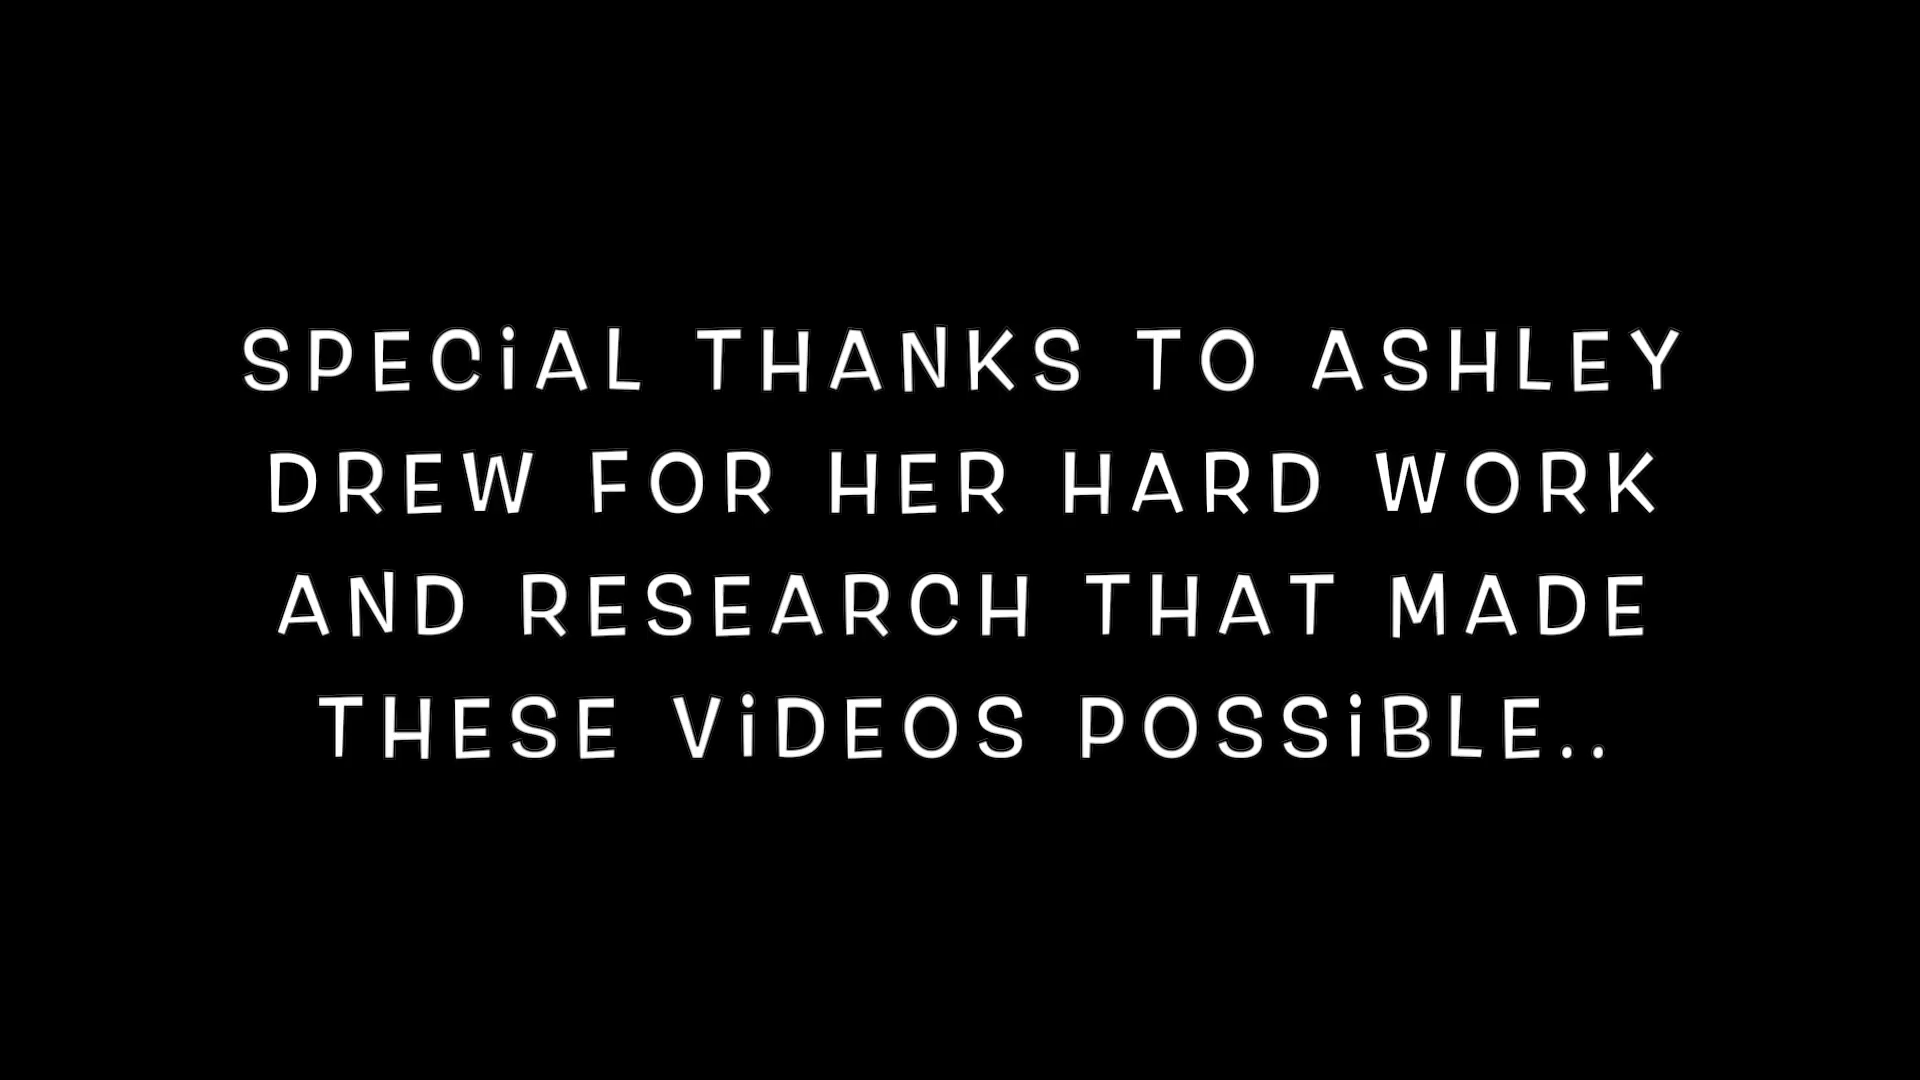 SPECiAL THANKS TO ASHLEY
DREW FOR HER HARD WORK
AND RESEARCH THAT MADE
THESE ViDEOS POSSiBLE..